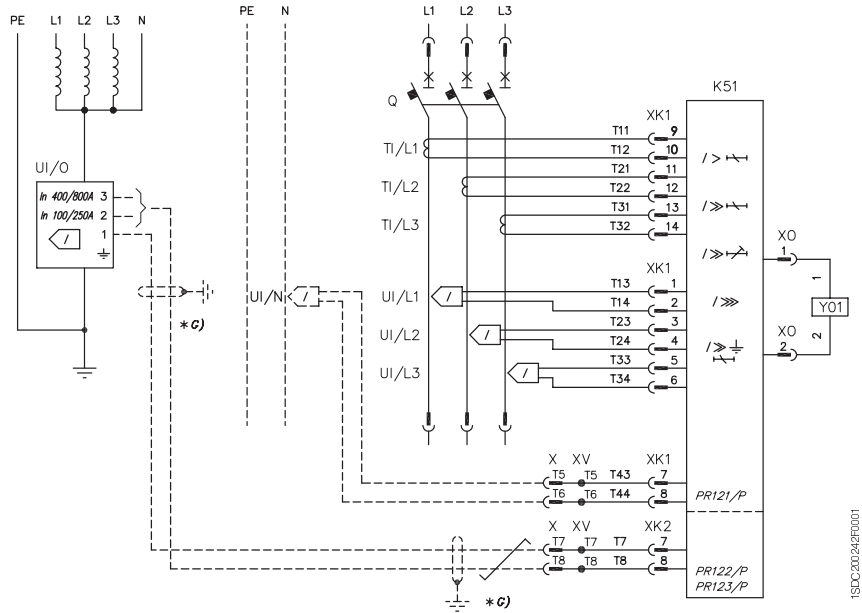 PE L1 L2 L3 N
PE N
L1 L2 L3
Q
K51
UI/O
In 400/800A 3
In 100/250A 2
1
/
*G)
UI/N /
TI/L1
TI/L2
TI/L3
XK1
T11 9
T12 10
T21 11
T22 12
T31 13
T32 14
XK1
UI/L1 / T13 1
T14 2
UI/L2 / T23 3
T24 4
UI/L3 / T33 5
T34 6
/ >
/ >>
/ >>
/ >>>
/ >>
XO
1
1
Y01
2
XO
2
X XV XK1
T5 T5 T43 7
T6 T6 T44 8
PR121/P
X XV XK2
T7 T7 T7 7
T8 T8 T8 8
PR122/P
PR123/P
*G)
1SDC200242F0001